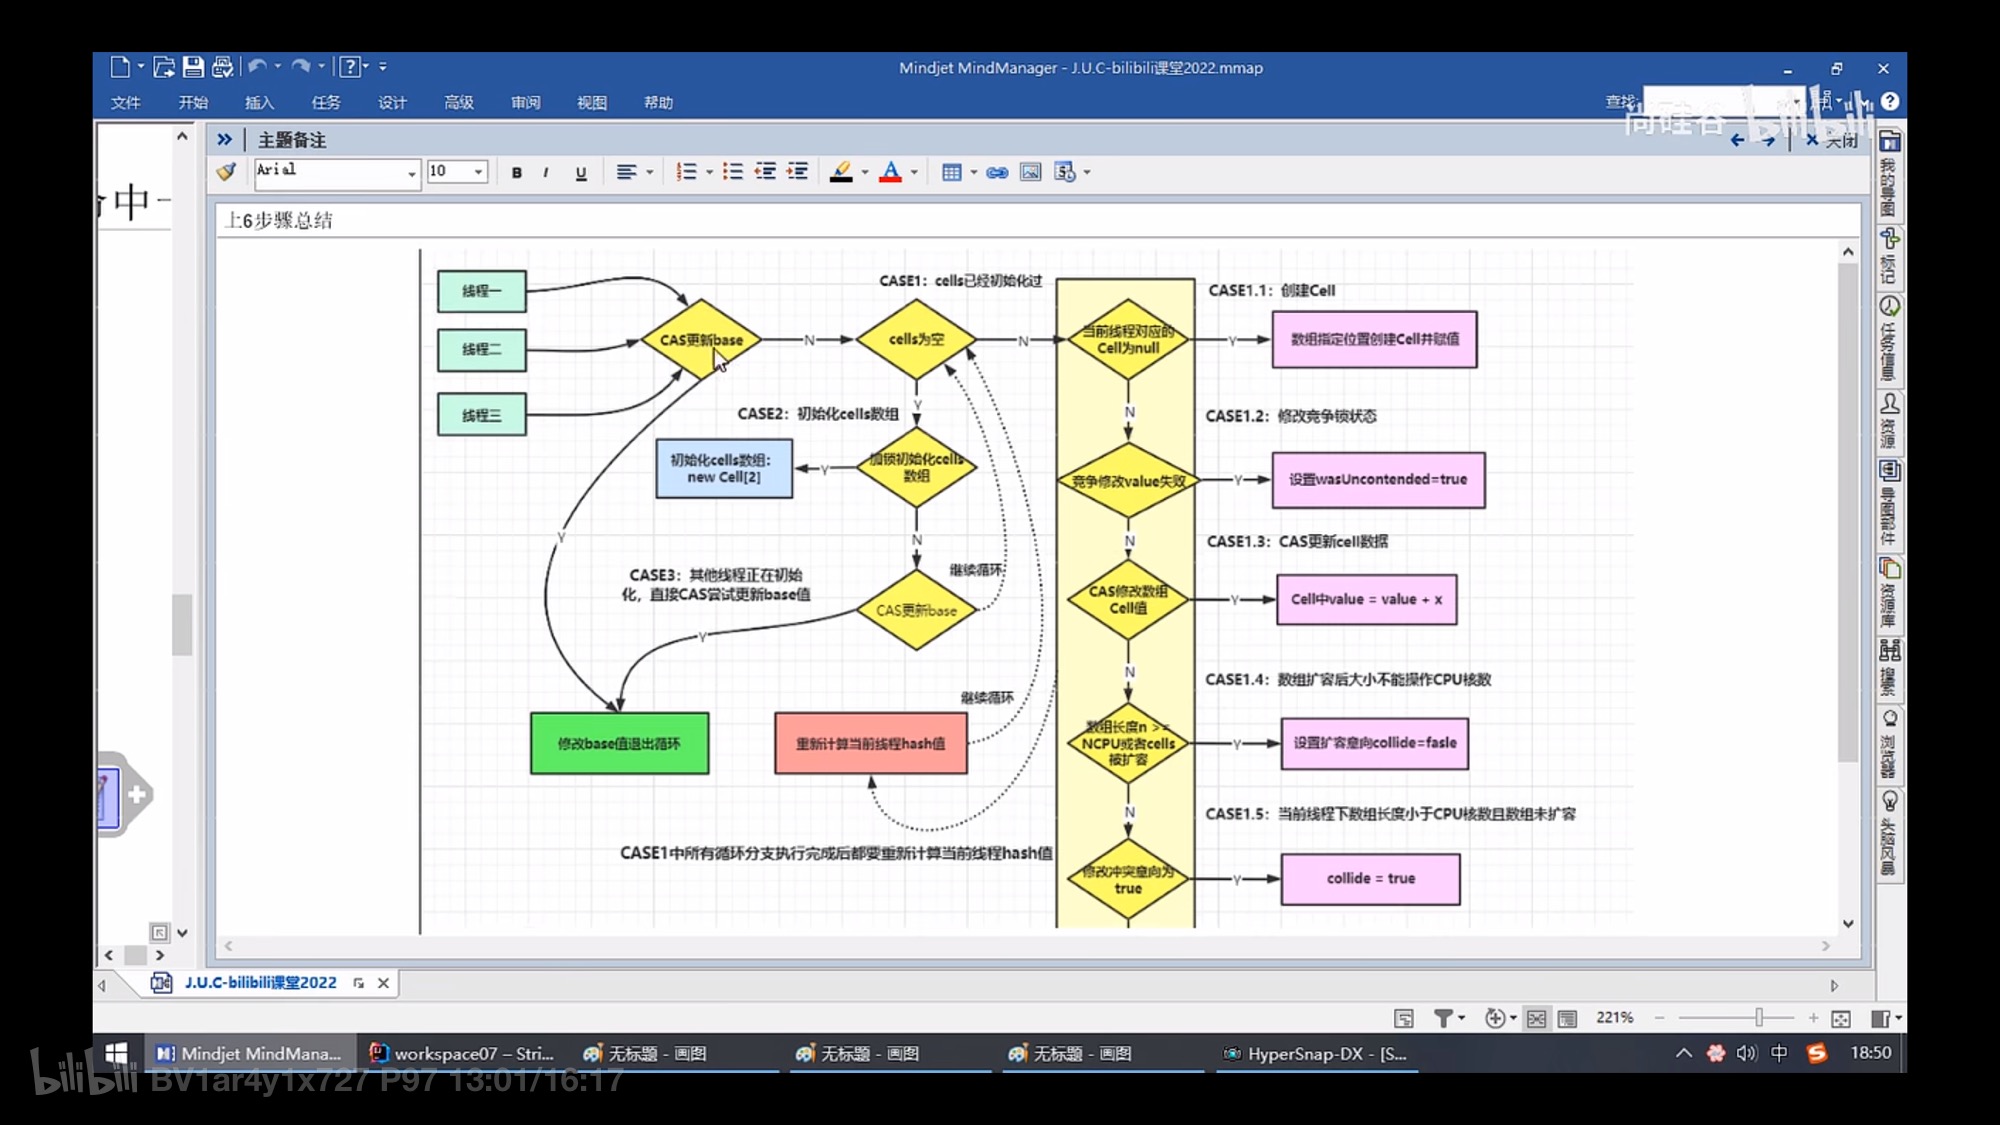 Mindjet MindManager - J.U.C-bilibili课堂2022.mmap
文件 开始 插入 任务 设计 高级 审阅 视图 帮助
查找
尚硅谷 bilibili
主题备注
关闭
Arial 10 B I U
中一
上6步骤总结
线程一
线程二
线程三
CAS更新base
N
CASE1：cells已经初始化过
cells为空
N
当前线程对应的
Cell为null
Y
CASE1.1：创建Cell
数组指定位置创建Cell并赋值
Y
N
CASE2：初始化cells数组
加锁初始化cells
数组
Y
初始化cells数组：
new Cell[2]
CASE1.2：修改竞争锁状态
竞争修改value失败
Y
设置wasUncontended=true
N
N
Y
CASE1.3：CAS更新cell数据
CAS修改数组
Cell值
Y
Cell中value = value + x
继续循环
CASE3：其他线程正在初始
化，直接CAS尝试更新base值
CAS更新base
Y
N
CASE1.4：数组扩容后大小不能操作CPU核数
继续循环
修改base值退出循环
重新计算当前线程hash值
数组长度n >=
NCPU或者cells
被扩容
Y
设置扩容意向collide=fasle
N
CASE1.5：当前线程下数组长度小于CPU核数且数组未扩容
CASE1中所有循环分支执行完成后都要重新计算当前线程hash值
修改冲突意向为
true
Y
collide = true
我的导图
标记
任务信息
资源
导图部件
资源库
搜索
浏览器
头脑风暴
J.U.C-bilibili课堂2022
221%
Mindjet MindMana...
workspace07 – Stri...
无标题 - 画图
无标题 - 画图
无标题 - 画图
HyperSnap-DX - [S...
中
18:50
bilibili BV1ar4y1x727 P97 13:01/16:17